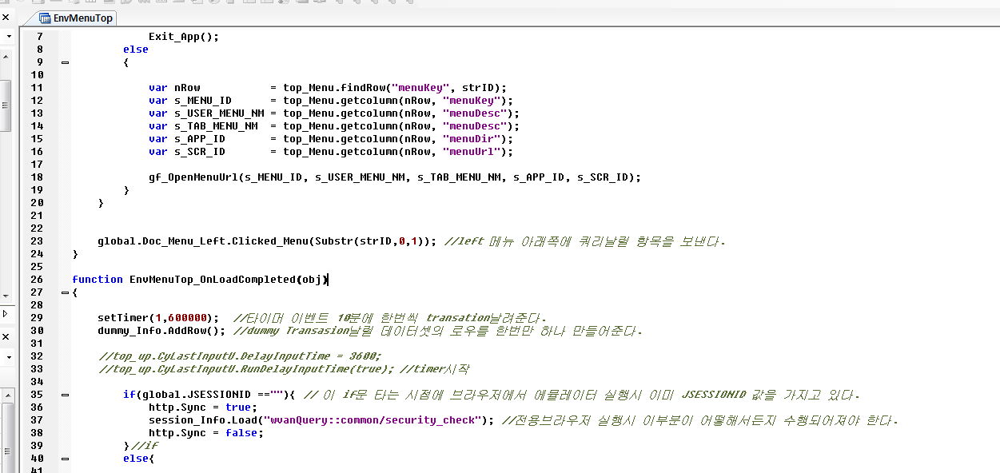 EnvMenuTop
7 Exit_App();
8 else
9 {
10
11 var nRow = top_Menu.findRow("menuKey", strID);
12 var s_MENU_ID = top_Menu.getcolumn(nRow, "menuKey");
13 var s_USER_MENU_NM = top_Menu.getcolumn(nRow, "menuDesc");
14 var s_TAB_MENU_NM = top_Menu.getcolumn(nRow, "menuDesc");
15 var s_APP_ID = top_Menu.getcolumn(nRow, "menuDir");
16 var s_SCR_ID = top_Menu.getcolumn(nRow, "menuUrl");
17
18 gf_OpenMenuUrl(s_MENU_ID, s_USER_MENU_NM, s_TAB_MENU_NM, s_APP_ID, s_SCR_ID);
19 }
20 }
21
22
23 global.Doc_Menu_Left.Clicked_Menu(Substr(strID,0,1)); //left 메뉴 아래쪽에 쿼리날릴 항목을 보낸다.
24 }
25
26 function EnvMenuTop_OnLoadCompleted(obj)
27 {
28
29 setTimer(1,600000); //타이머 이벤트 10분에 한번씩 transation날려준다.
30 dummy_Info.AddRow(); //dummy Transasion날릴 데이터셋의 로우를 한번만 하나 만들어준다.
31
32 //top_up.CyLastInputV.DelayInputTime = 3600;
33 //top_up.CyLastInputV.RunDelayInputTime(true); //timer시작
34
35 if(global.JSESSIONID ==""){ // 이 if문 타는 시점에 브라우저에서 에뮬레이터 실행시 이미 JSESSIONID 값을 가지고 있다.
36 http.Sync = true;
37 session_Info.Load("wvanQuery::common/security_check"); //전용브라우저 실행시 이부분이 어떻해서든지 수행되어져야 한다.
38 http.Sync = false;
39 }//if
40 else{
41